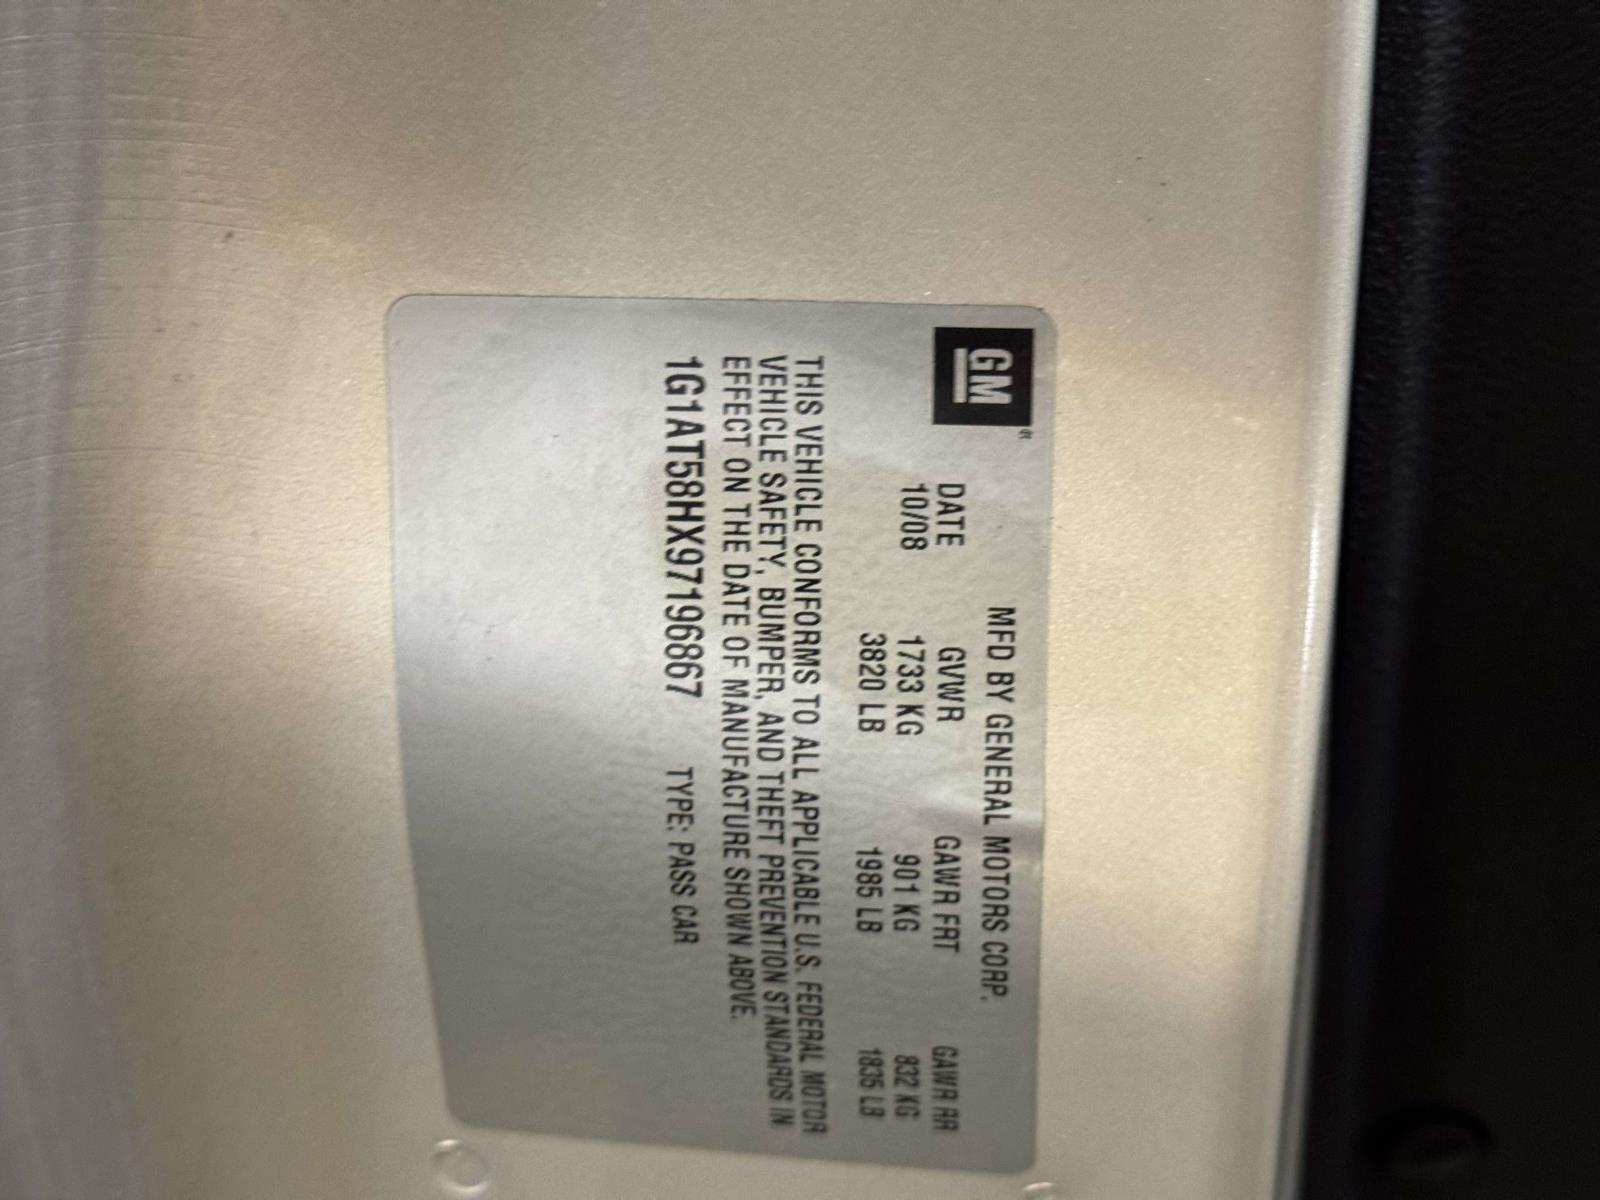 GM
MFD BY GENERAL MOTORS CORP.
DATE GVWR GAWR FRT GAWR RR
10/08 1733 KG 901 KG 832 KG
3820 LB 1985 LB 1835 LB
THIS VEHICLE CONFORMS TO ALL APPLICABLE U.S. FEDERAL MOTOR
VEHICLE SAFETY, BUMPER, AND THEFT PREVENTION STANDARDS IN
EFFECT ON THE DATE OF MANUFACTURE SHOWN ABOVE.
1G1AT58HX97196867 TYPE: PASS CAR